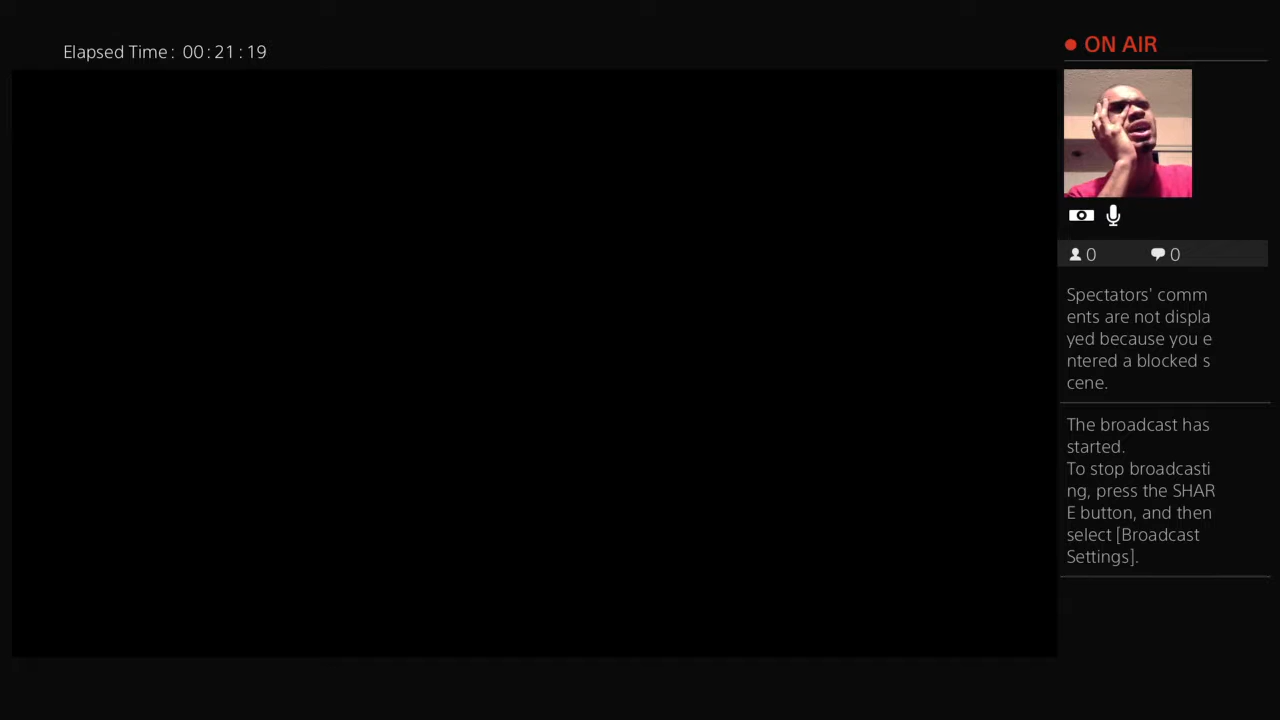 Elapsed Time: 00:21:19
ON AIR
0 0
Spectators' comm
ents are not displa
yed because you e
ntered a blocked s
cene.
The broadcast has
started.
To stop broadcasti
ng, press the SHAR
E button, and then
select [Broadcast
Settings].